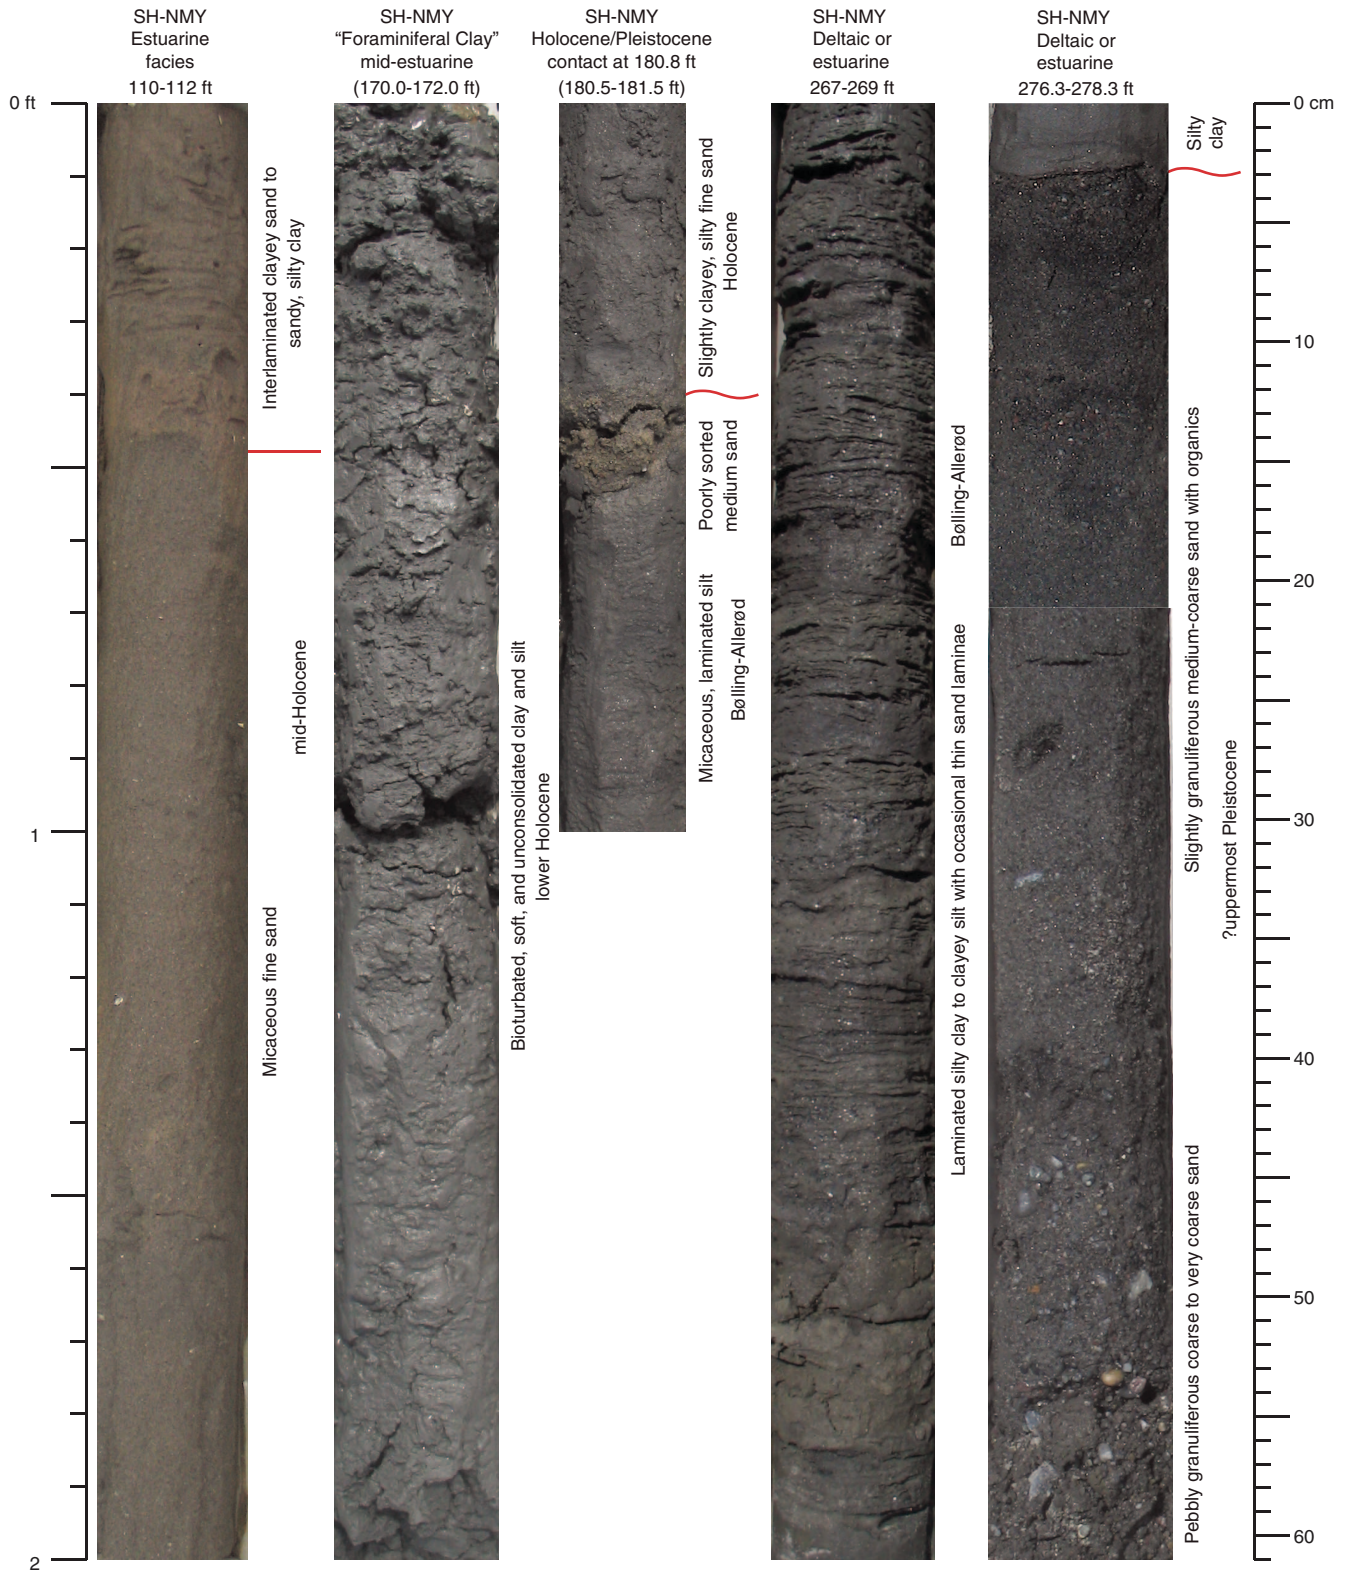 SH-NMY
Estuarine
facies
110-112 ft
SH-NMY
“Foraminiferal Clay”
mid-estuarine
(170.0-172.0 ft)
SH-NMY
Holocene/Pleistocene
contact at 180.8 ft
(180.5-181.5 ft)
SH-NMY
Deltaic or
estuarine
267-269 ft
SH-NMY
Deltaic or
estuarine
276.3-278.3 ft
0 ft
1
2
Interlaminated clayey sand to
sandy, silty clay
mid-Holocene
Micaceous fine sand
Bioturbated, soft, and unconsolidated clay and silt
lower Holocene
Slightly clayey, silty fine sand
Holocene
Poorly sorted
medium sand
Micaceous, laminated silt
Bølling-Allerød
Bølling-Allerød
Laminated silty clay to clayey silt with occasional thin sand laminae
Silty
clay
Slightly granuliferous medium-coarse sand with organics
?uppermost Pleistocene
Pebbly granuliferous coarse to very coarse sand
0 cm
10
20
30
40
50
60